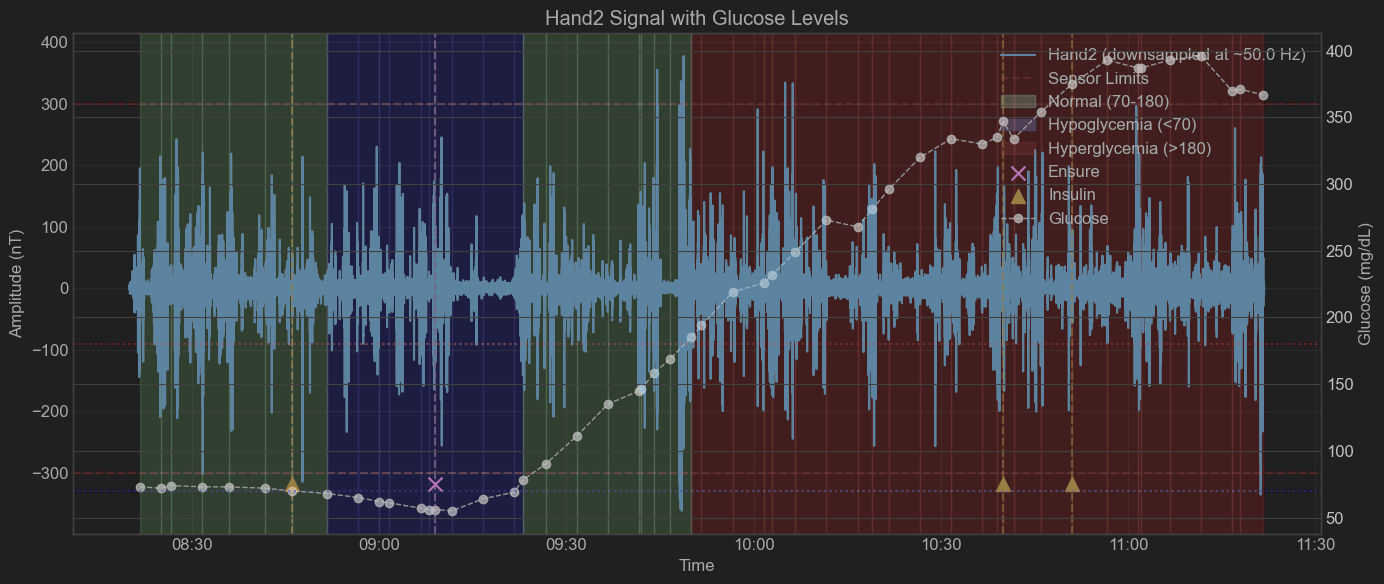 Hand2 Signal with Glucose Levels
400
300
200
100
0
−100
−200
−300
Amplitude (nT)
400
350
300
250
200
150
100
50
Glucose (mg/dL)
Hand2 (downsampled at ~50.0 Hz)
Sensor Limits
Normal (70-180)
Hypoglycemia (<70)
Hyperglycemia (>180)
Ensure
Insulin
Glucose
08:30
09:00
09:30
10:00
10:30
11:00
11:30
Time